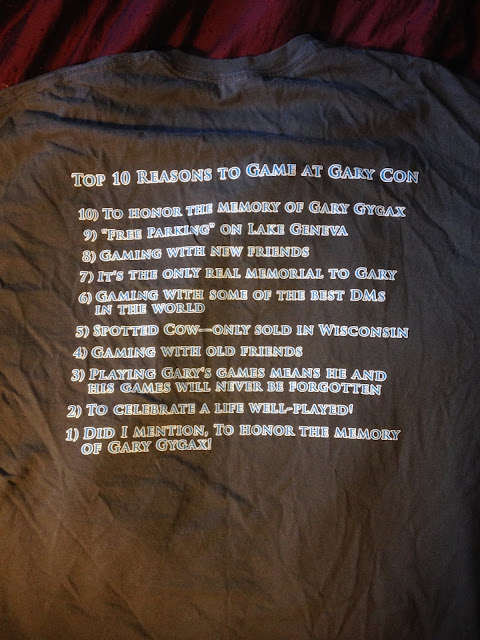 Top 10 Reasons to Game at Gary Con
10) To honor the memory of Gary Gygax
9) "Free Parking" on Lake Geneva
8) Gaming with new friends
7) It's the only real memorial to Gary
6) Gaming with some of the best DMs
in the world
5) Spotted Cow—only sold in Wisconsin
4) Gaming with old friends
3) Playing Gary's games means he and
his games will never be forgotten
2) To celebrate a life well-played!
1) Did I mention, To honor the memory
of Gary Gygax!